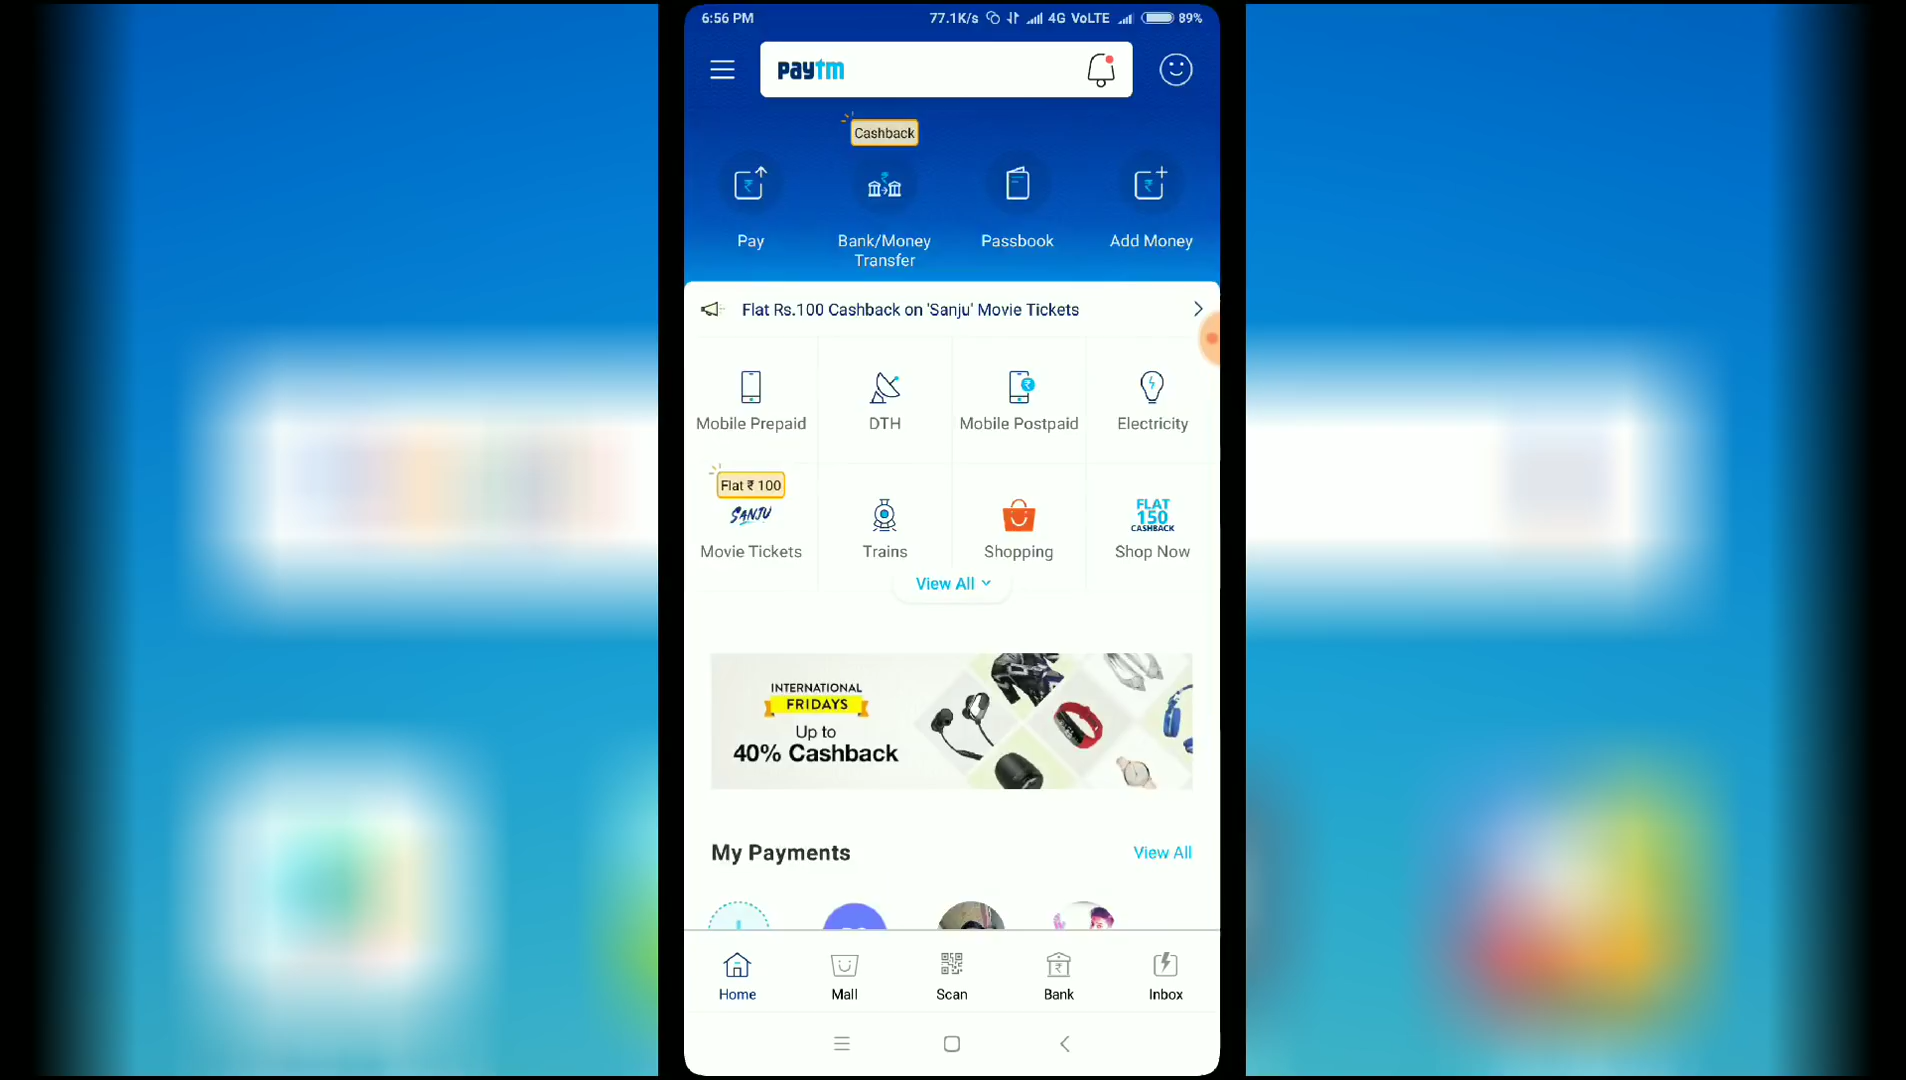 6:56 PM 77.1K/s 4G VoLTE 89%
paytm
Cashback
Pay Bank/Money Passbook Add Money
Transfer
Flat Rs.100 Cashback on 'Sanju' Movie Tickets
Mobile Prepaid DTH Mobile Postpaid Electricity
Flat ₹ 100
SANJU
FLAT
150
CASHBACK
Movie Tickets Trains Shopping Shop Now
View All
INTERNATIONAL
FRIDAYS
Up to
40% Cashback
My Payments View All
Home Mall Scan Bank Inbox